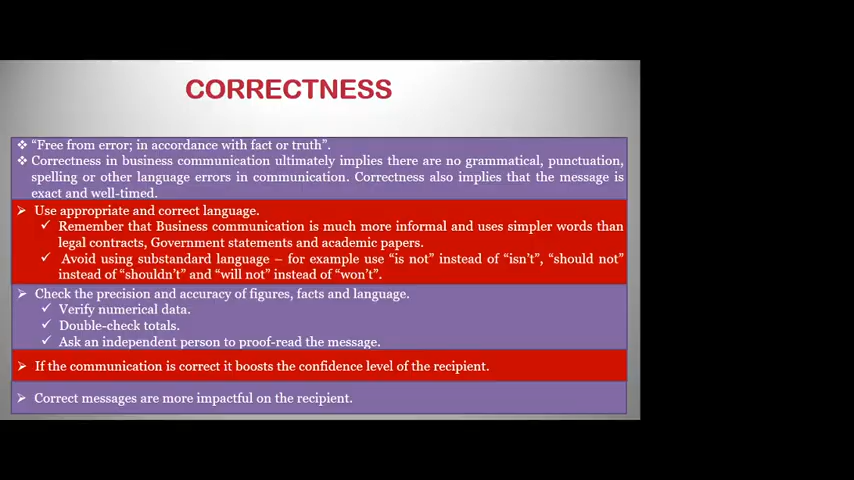 CORRECTNESS
❖ “Free from error; in accordance with fact or truth”.
❖ Correctness in business communication ultimately implies there are no grammatical, punctuation,
spelling or other language errors in communication. Correctness also implies that the message is
exact and well-timed.
➢ Use appropriate and correct language.
✓ Remember that Business communication is much more informal and uses simpler words than
legal contracts, Government statements and academic papers.
✓ Avoid using substandard language – for example use “is not” instead of “isn’t”, “should not”
instead of “shouldn’t” and “will not” instead of “won’t”.
➢ Check the precision and accuracy of figures, facts and language.
✓ Verify numerical data.
✓ Double-check totals.
✓ Ask an independent person to proof-read the message.
➢ If the communication is correct it boosts the confidence level of the recipient.
➢ Correct messages are more impactful on the recipient.